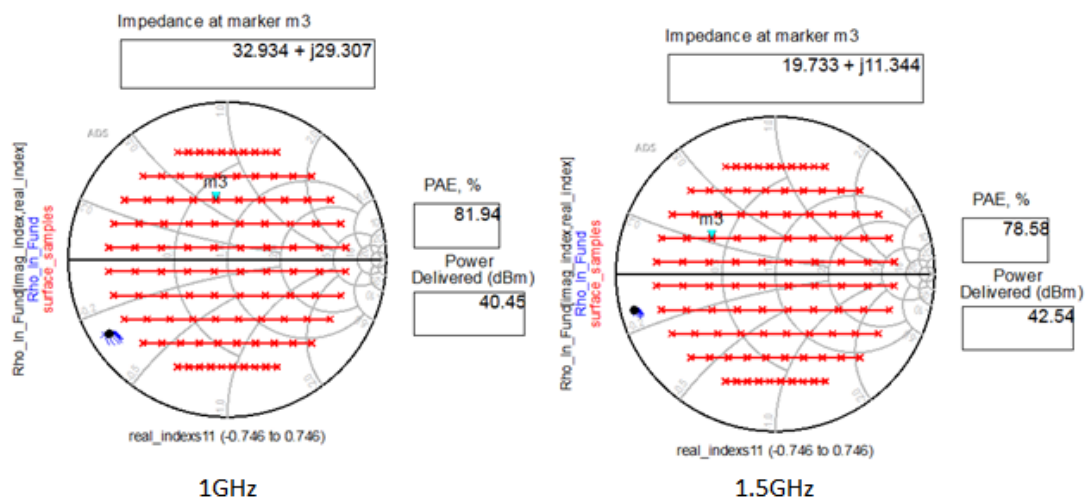 Impedance at marker m3
32.934 + j29.307
ADS
m3
Rho_In_Fund[imag_index,real_index]
Rho_In_Fund
surface_samples
PAE, %
81.94
Power
Delivered (dBm)
40.45
real_indexs11 (-0.746 to 0.746)
1GHz
Impedance at marker m3
19.733 + j11.344
ADS
m3
Rho_In_Fund[imag_index,real_index]
Rho_In_Fund
surface_samples
PAE, %
78.58
Power
Delivered (dBm)
42.54
real_indexs11 (-0.746 to 0.746)
1.5GHz